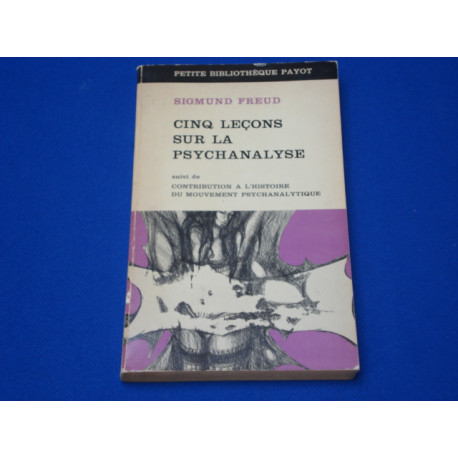 PETITE BIBLIOTHÈQUE PAYOT
SIGMUND FREUD
CINQ LEÇONS
SUR LA
PSYCHANALYSE
suivi de
CONTRIBUTION A L'HISTOIRE
DU MOUVEMENT PSYCHANALYTIQUE